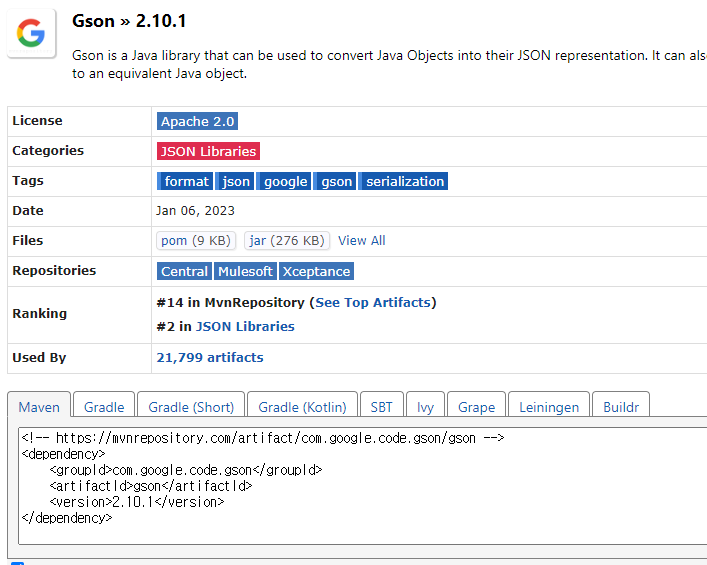 Gson » 2.10.1
Gson is a Java library that can be used to convert Java Objects into their JSON representation. It can
to an equivalent Java object.
License Apache 2.0
Categories JSON Libraries
Tags format json google gson serialization
Date Jan 06, 2023
Files pom (9 KB) jar (276 KB) View All
Repositories Central Mulesoft Xceptance
Ranking #14 in MvnRepository (See Top Artifacts)
#2 in JSON Libraries
Used By 21,799 artifacts
Maven Gradle Gradle (Short) Gradle (Kotlin) SBT Ivy Grape Leiningen Buildr
<!-- https://mvnrepository.com/artifact/com.google.code.gson/gson -->
<dependency>
    <groupId>com.google.code.gson</groupId>
    <artifactId>gson</artifactId>
    <version>2.10.1</version>
</dependency>